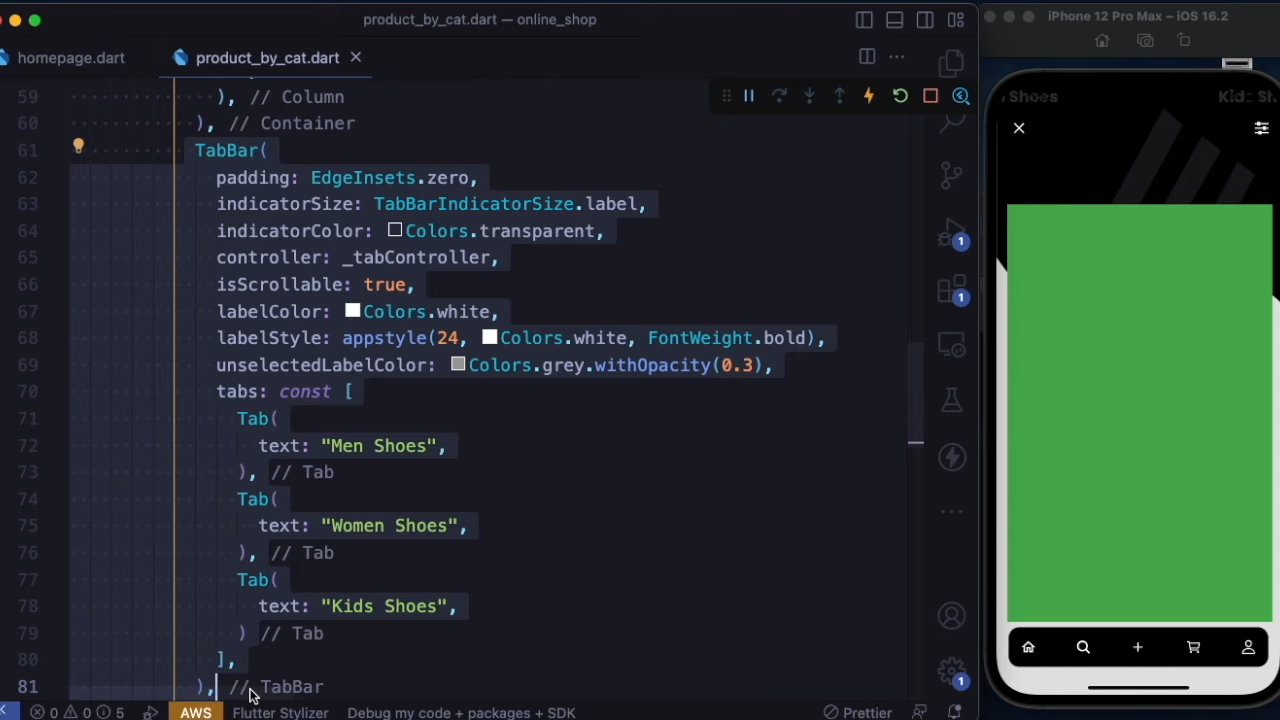 product_by_cat.dart — online_shop
iPhone 12 Pro Max – iOS 16.2
homepage.dart
product_by_cat.dart
59 ), // Column
60 ), // Container
61 TabBar(
62 padding: EdgeInsets.zero,
63 indicatorSize: TabBarIndicatorSize.label,
64 indicatorColor: Colors.transparent,
65 controller: _tabController,
66 isScrollable: true,
67 labelColor: Colors.white,
68 labelStyle: appstyle(24, Colors.white, FontWeight.bold),
69 unselectedLabelColor: Colors.grey.withOpacity(0.3),
70 tabs: const [
71 Tab(
72 text: "Men Shoes",
73 ), // Tab
74 Tab(
75 text: "Women Shoes",
76 ), // Tab
77 Tab(
78 text: "Kids Shoes",
79 ) // Tab
80 ],
81 ), // TabBar
1
1
1
Shoes
Kids Sh
0 0 5 AWS Flutter Stylizer Debug my code + packages + SDK Prettier